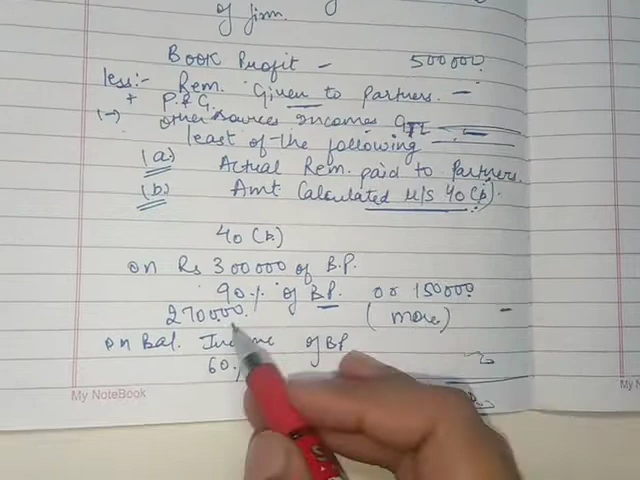 of firm.
Book Profit - 500000
less:- Rem. Given to partners. -
+ P & G.
(-) other sources Incomes
least of the following
(a.) Actual Rem. paid to Partners.
(b.) Amt Calculated u/s 40(b).
40(b)
on Rs 300000 of B.P.
90.% of BP. or 150000
270000. (more) -
on Bal. Income of BP
60.%
My NoteBook
My NoteBook